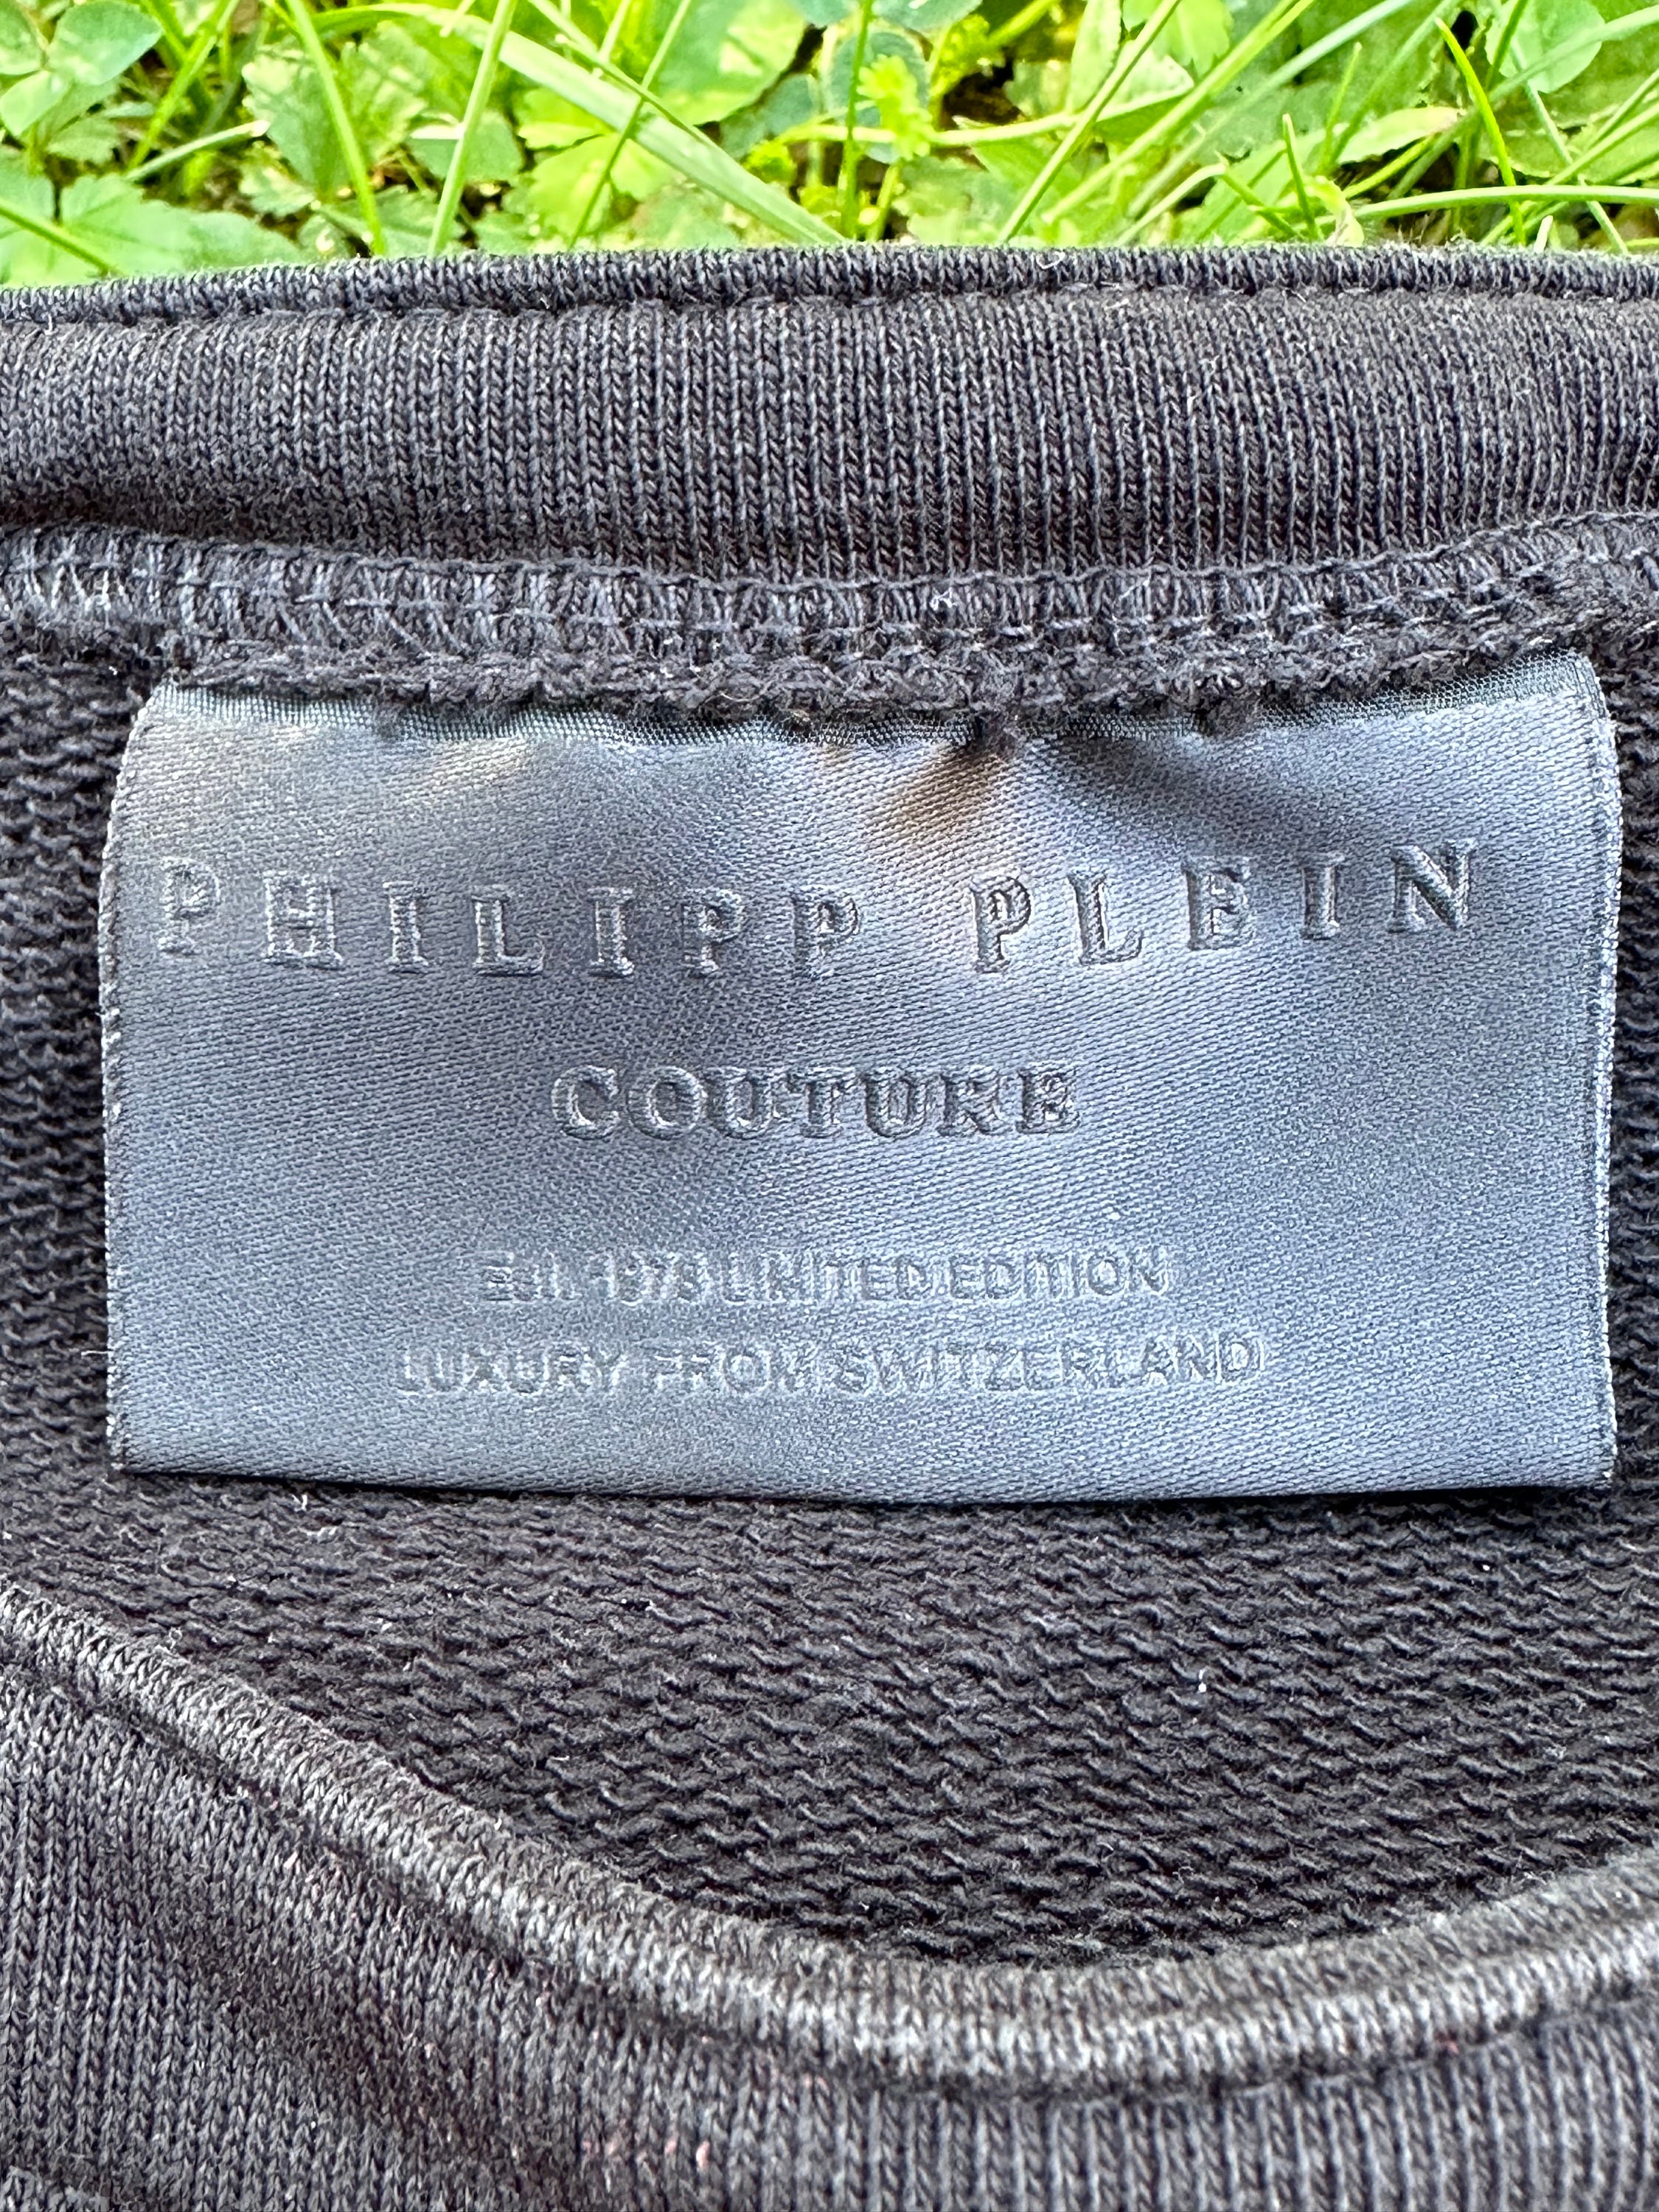 PHILIPP PLEIN
COUTURE
Est. 1978 LIMITED EDITION
LUXURY FROM SWITZERLAND